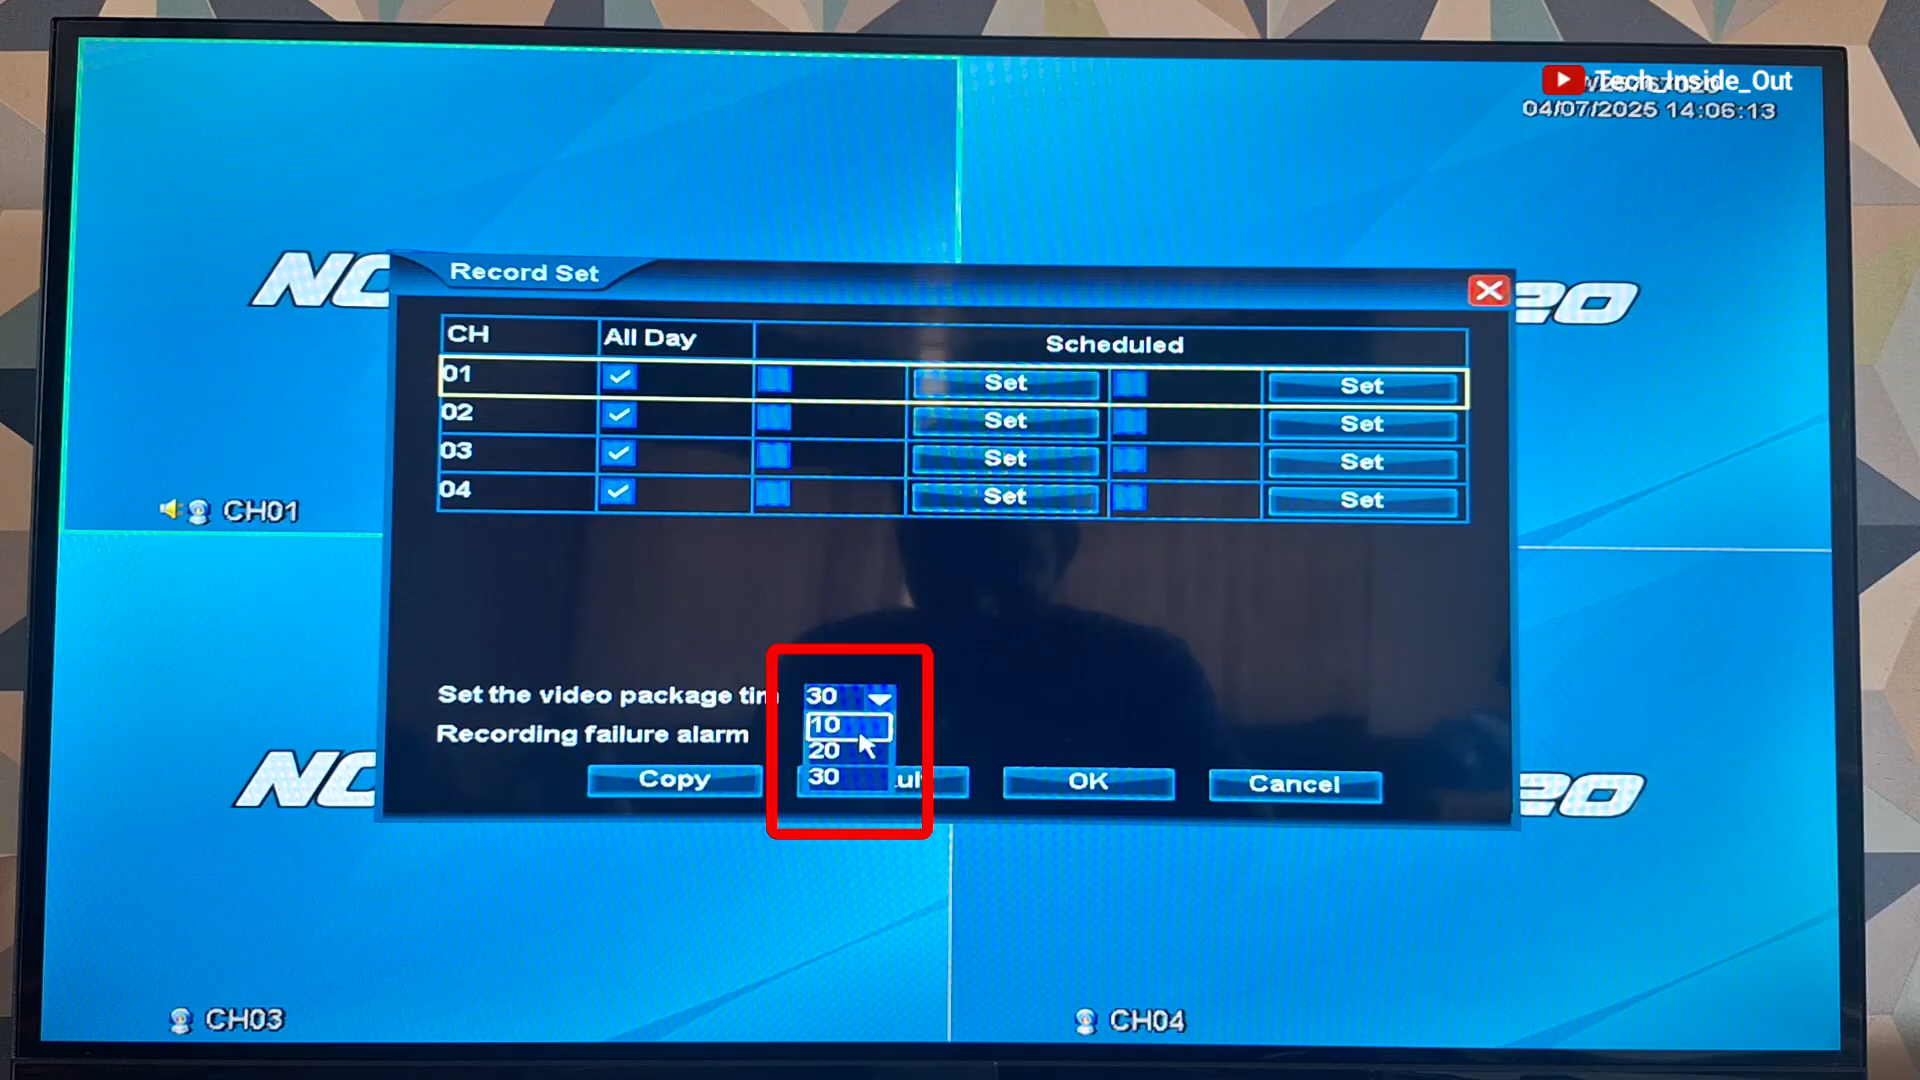 Tech_Inside_Out
04/07/2025 14:06:13
Record Set
CH All Day Scheduled
01 Set Set
02 Set Set
03 Set Set
04 Set Set
CH01
Set the video package tim 30
10
Recording failure alarm
20
30
Copy OK Cancel
CH03
CH04